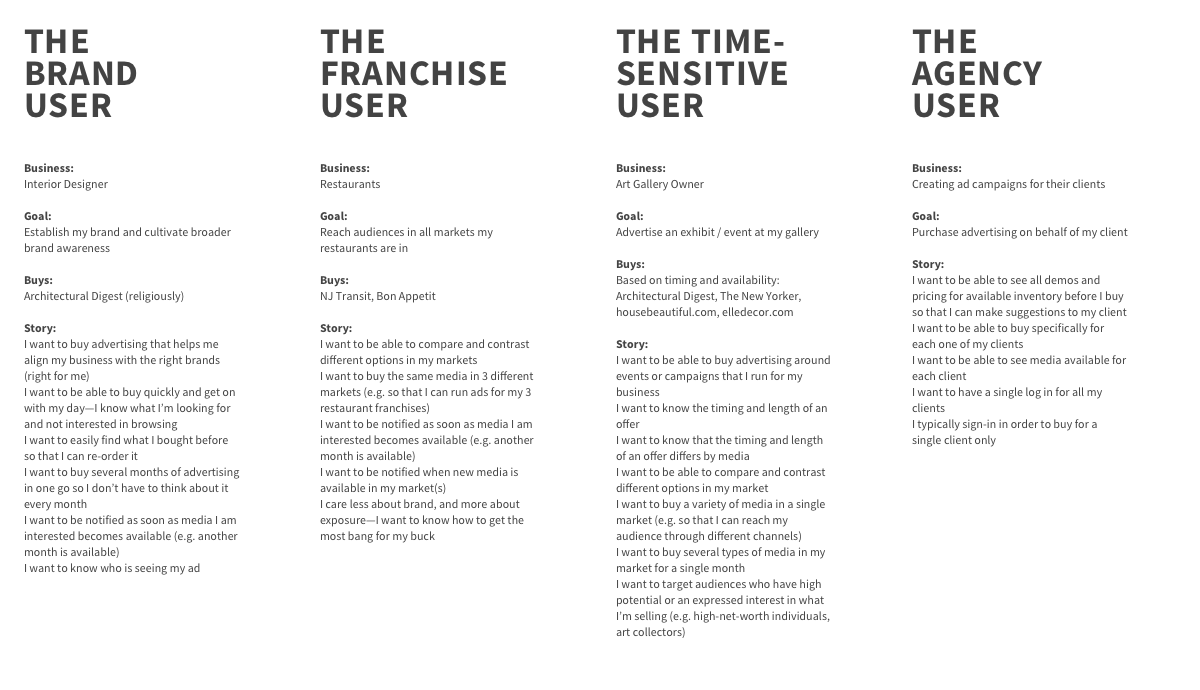 THE
BRAND
USER
Business:
Interior Designer
Goal:
Establish my brand and cultivate broader
brand awareness
Buys:
Architectural Digest (religiously)
Story:
I want to buy advertising that helps me
align my business with the right brands
(right for me)
I want to be able to buy quickly and get on
with my day—I know what I’m looking for
and not interested in browsing
I want to easily find what I bought before
so that I can re-order it
I want to buy several months of advertising
in one go so I don’t have to think about it
every month
I want to be notified as soon as media I am
interested becomes available (e.g. another
month is available)
I want to know who is seeing my ad
THE
FRANCHISE
USER
Business:
Restaurants
Goal:
Reach audiences in all markets my
restaurants are in
Buys:
NJ Transit, Bon Appetit
Story:
I want to be able to compare and contrast
different options in my markets
I want to buy the same media in 3 different
markets (e.g. so that I can run ads for my 3
restaurant franchises)
I want to be notified as soon as media I am
interested becomes available (e.g. another
month is available)
I want to be notified when new media is
available in my market(s)
I care less about brand, and more about
exposure—I want to know how to get the
most bang for my buck
THE TIME-
SENSITIVE
USER
Business:
Art Gallery Owner
Goal:
Advertise an exhibit / event at my gallery
Buys:
Based on timing and availability:
Architectural Digest, The New Yorker,
housebeautiful.com, elledecor.com
Story:
I want to be able to buy advertising around
events or campaigns that I run for my
business
I want to know the timing and length of an
offer
I want to know that the timing and length
of an offer differs by media
I want to be able to compare and contrast
different options in my market
I want to buy a variety of media in a single
market (e.g. so that I can reach my
audience through different channels)
I want to buy several types of media in my
market for a single month
I want to target audiences who have high
potential or an expressed interest in what
I’m selling (e.g. high-net-worth individuals,
art collectors)
THE
AGENCY
USER
Business:
Creating ad campaigns for their clients
Goal:
Purchase advertising on behalf of my client
Story:
I want to be able to see all demos and
pricing for available inventory before I buy
so that I can make suggestions to my client
I want to be able to buy specifically for
each one of my clients
I want to be able to see media available for
each client
I want to have a single log in for all my
clients
I typically sign-in in order to buy for a
single client only